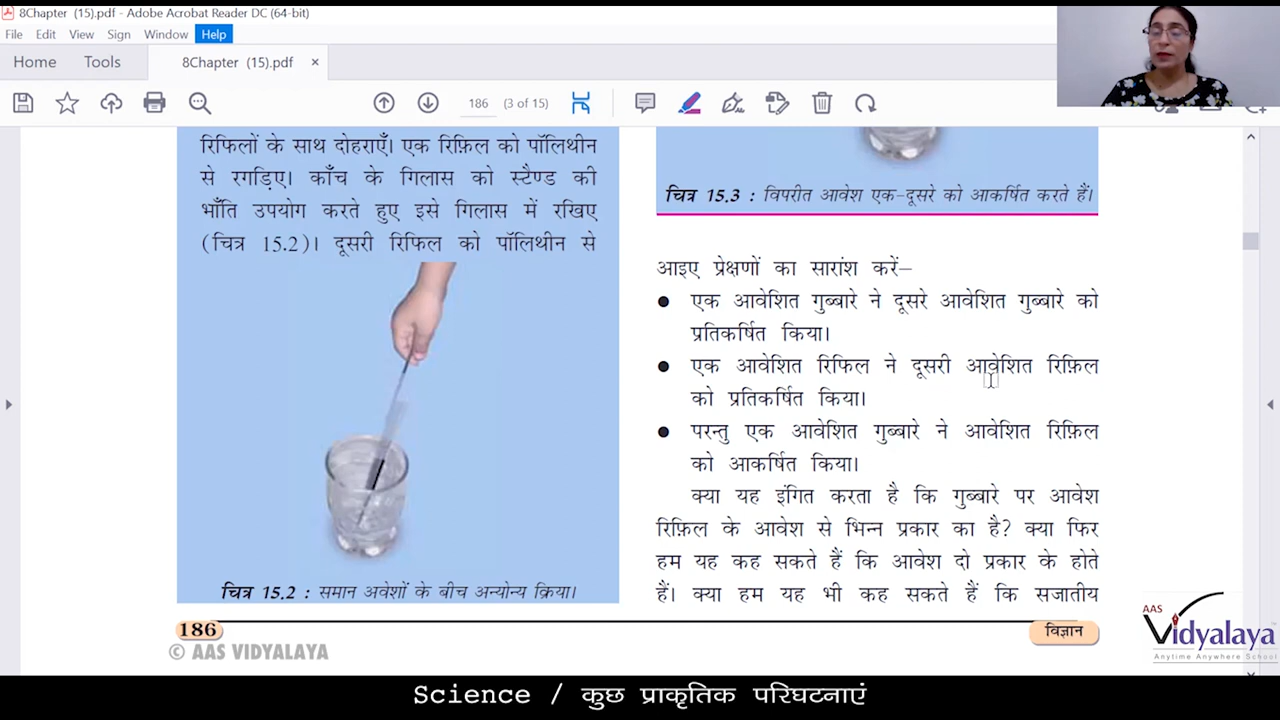 8Chapter (15).pdf - Adobe Acrobat Reader DC (64-bit)
File Edit View Sign Window Help
Home Tools 8Chapter (15).pdf ×
186 (3 of 15)
रिफिलों के साथ दोहराएँ। एक रिफ़िल को पॉलिथीन
से रगड़िए। काँच के गिलास को स्टैण्ड की
भाँति उपयोग करते हुए इसे गिलास में रखिए
(चित्र 15.2)। दूसरी रिफिल को पॉलिथीन से
चित्र 15.2 : समान अवेशों के बीच अन्योन्य क्रिया।
चित्र 15.3 : विपरीत आवेश एक-दूसरे को आकर्षित करते हैं।
आइए प्रेक्षणों का सारांश करें–
● एक आवेशित गुब्बारे ने दूसरे आवेशित गुब्बारे को
प्रतिकर्षित किया।
● एक आवेशित रिफिल ने दूसरी आवेशित रिफ़िल
को प्रतिकर्षित किया।
● परन्तु एक आवेशित गुब्बारे ने आवेशित रिफ़िल
को आकर्षित किया।
क्या यह इंगित करता है कि गुब्बारे पर आवेश
रिफ़िल के आवेश से भिन्न प्रकार का है? क्या फिर
हम यह कह सकते हैं कि आवेश दो प्रकार के होते
हैं। क्या हम यह भी कह सकते हैं कि सजातीय
186
विज्ञान
© AAS VIDYALAYA
AAS
Vidyalaya
Anytime Anywhere School
Science / कुछ प्राकृतिक परिघटनाएं